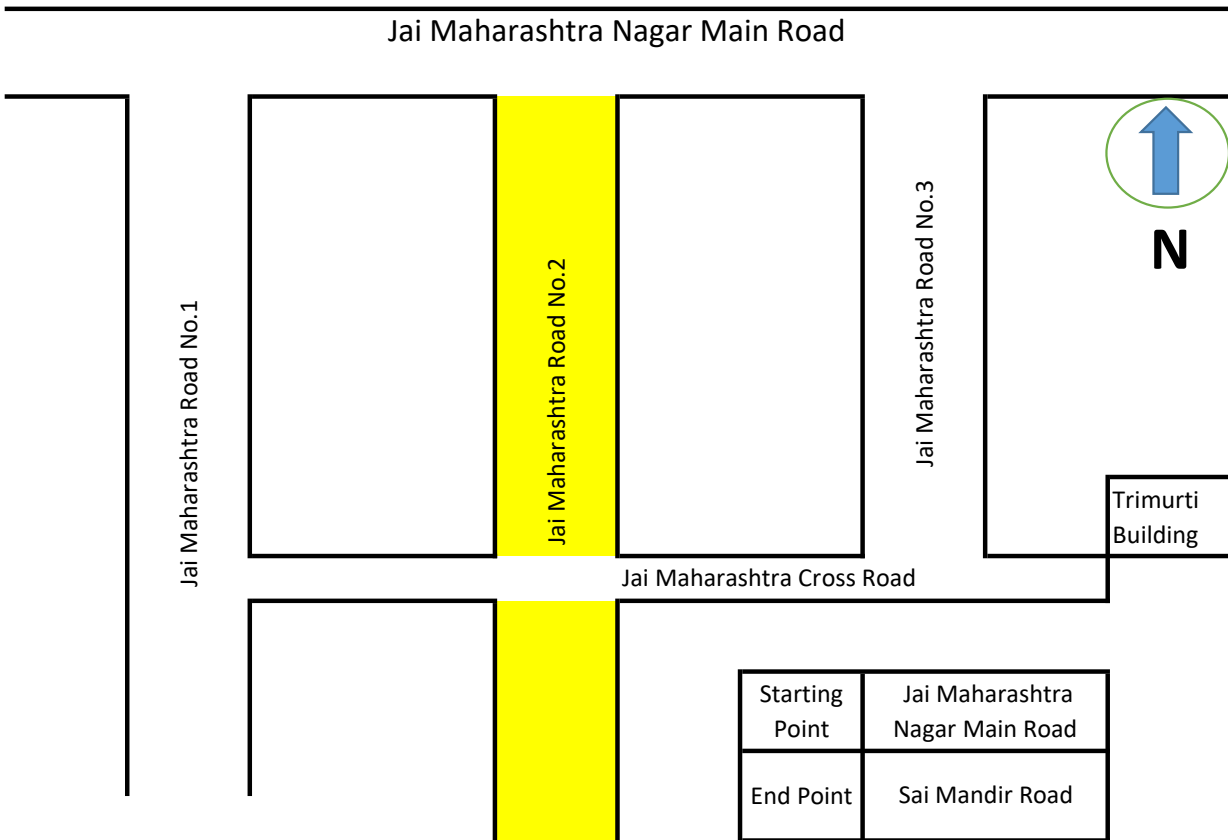 Jai Maharashtra Nagar Main Road
Jai Maharashtra Road No.1
Jai Maharashtra Road No.2
Jai Maharashtra Road No.3
N
Trimurti
Building
Jai Maharashtra Cross Road
Starting
Point
Jai Maharashtra
Nagar Main Road
End Point
Sai Mandir Road